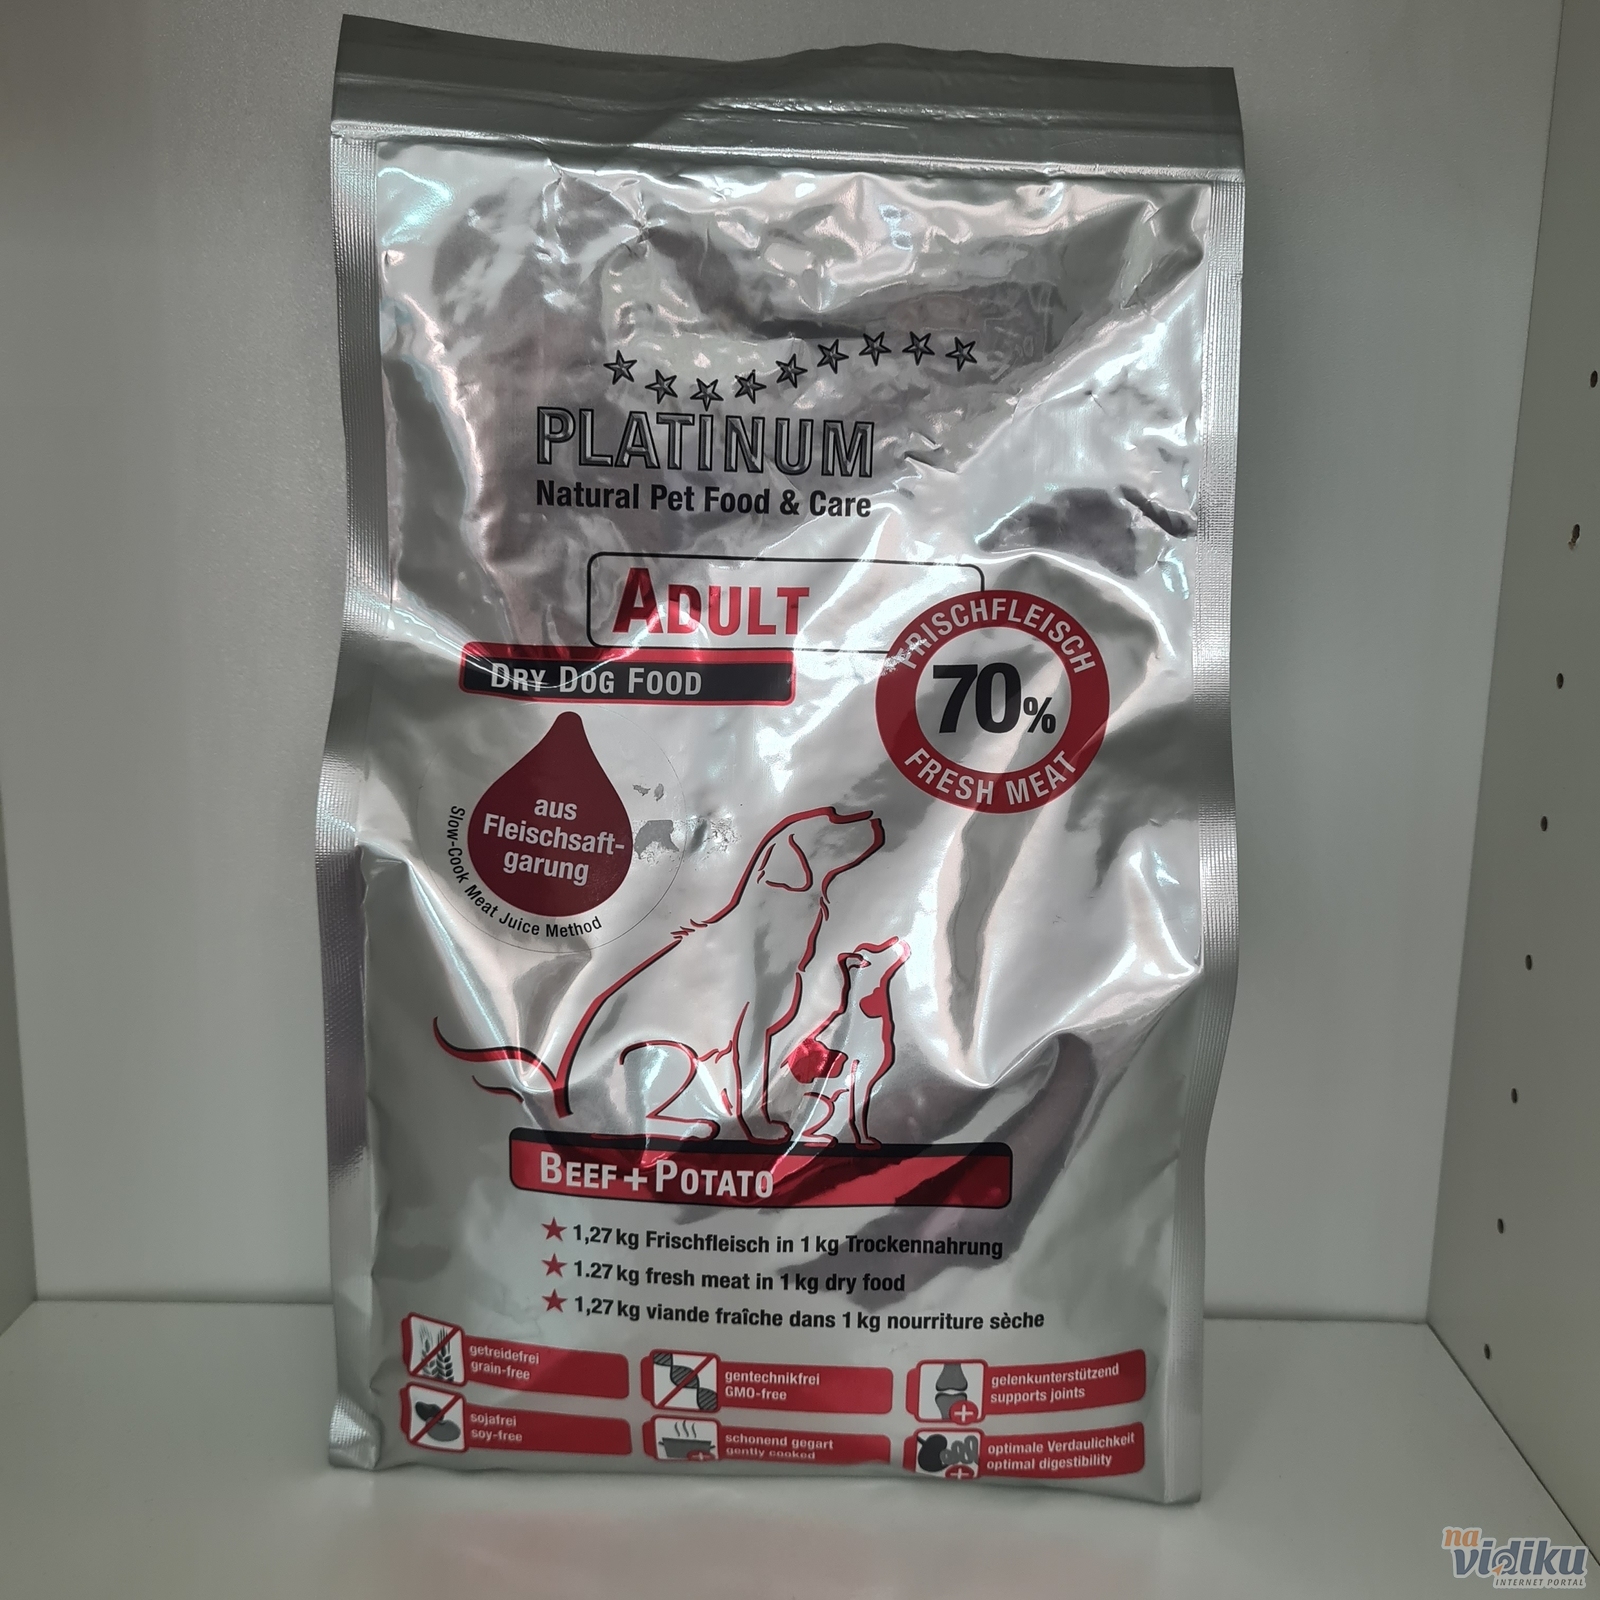 PLATINUM
Natural Pet Food & Care
ADULT
DRY DOG FOOD
FRISCHFLEISCH
70%
FRESH MEAT
aus
Fleischsaft-
garung
Slow-Cook Meat Juice Method
BEEF+POTATO
1,27 kg Frischfleisch in 1 kg Trockennahrung
1.27 kg fresh meat in 1 kg dry food
1,27 kg viande fraîche dans 1 kg nourriture sèche
getreidefrei
grain-free
gentechnikfrei
GMO-free
gelenkunterstützend
supports joints
sojafrei
soy-free
schonend gegart
gently cooked
optimale Verdaulichkeit
optimal digestibility
na
vidiku
INTERNET PORTAL